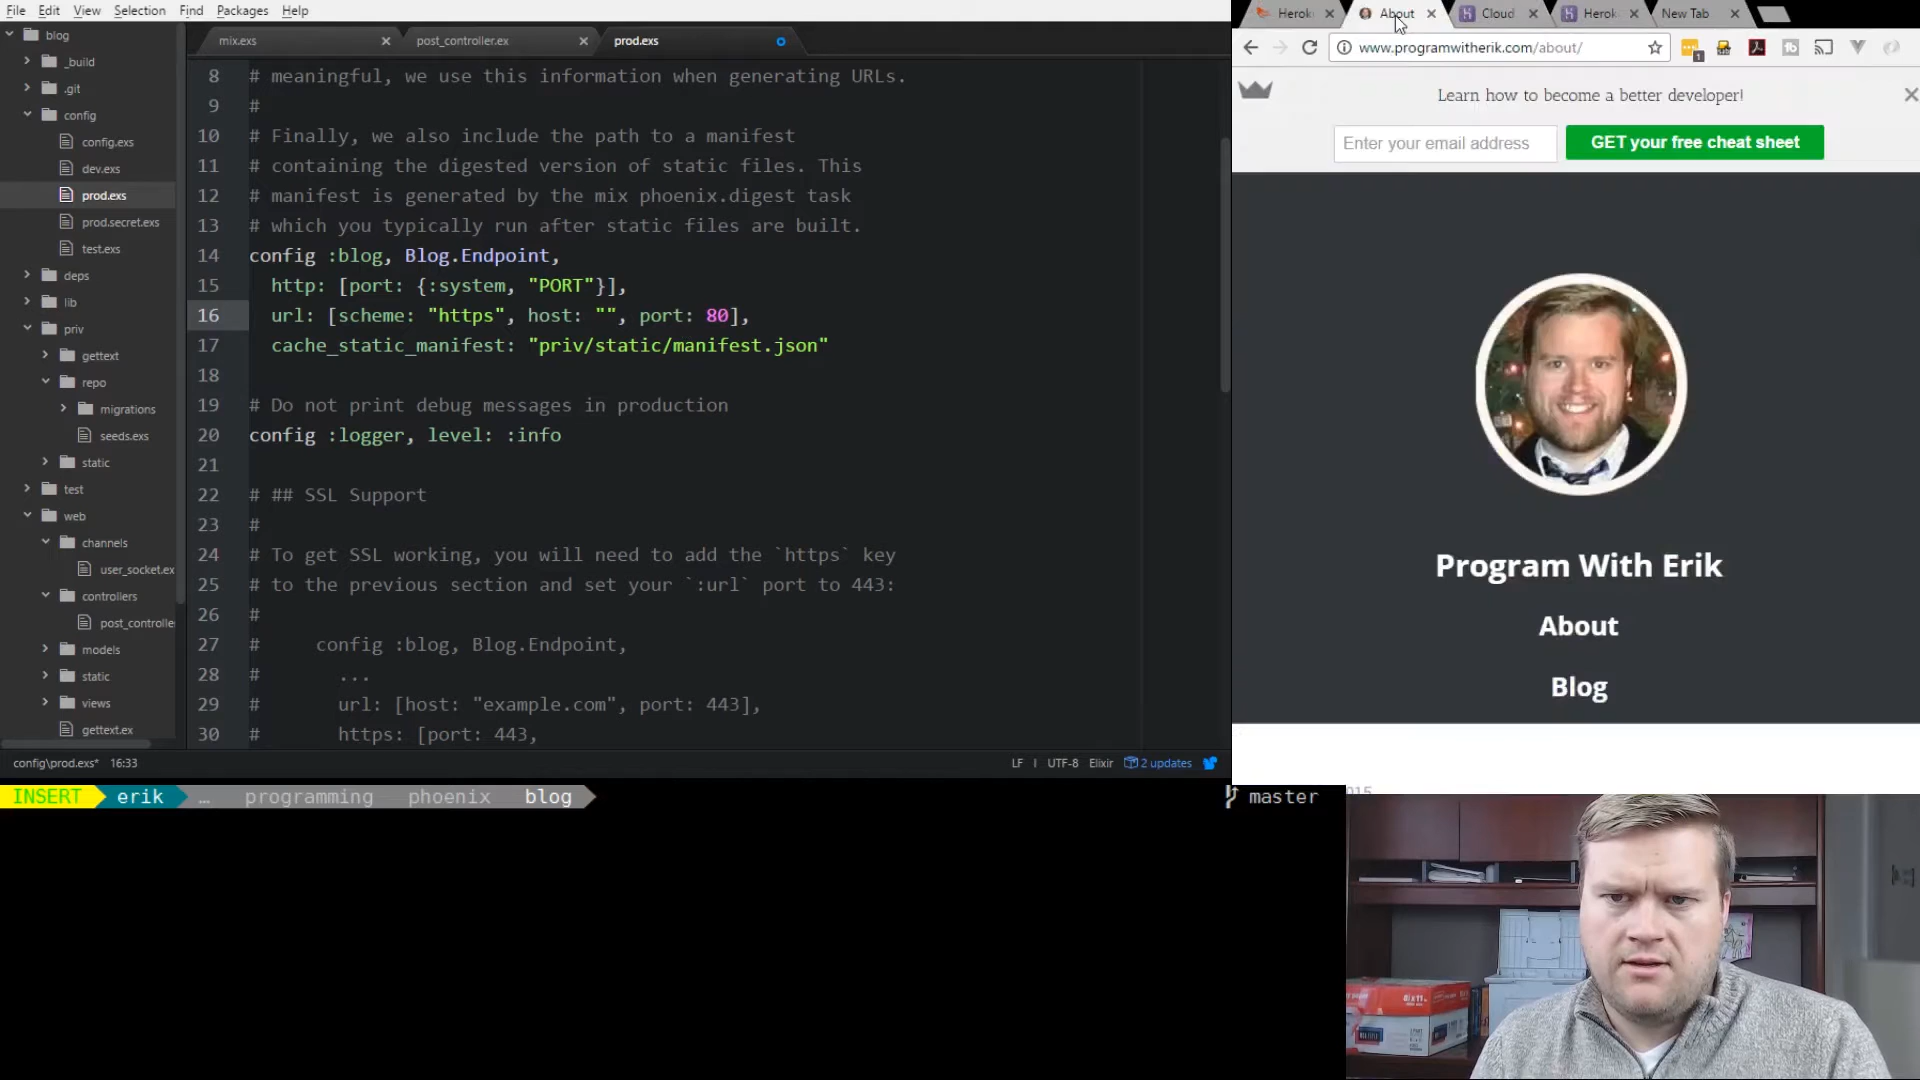 File Edit View Selection Find Packages Help
blog
_build
.git
config
config.exs
dev.exs
prod.exs
prod.secret.exs
test.exs
deps
lib
priv
gettext
repo
migrations
seeds.exs
static
test
web
channels
user_socket.ex
controllers
post_controlle
models
static
views
gettext.ex
mix.exs post_controller.ex prod.exs
8 # meaningful, we use this information when generating URLs.
9 #
10 # Finally, we also include the path to a manifest
11 # containing the digested version of static files. This
12 # manifest is generated by the mix phoenix.digest task
13 # which you typically run after static files are built.
14 config :blog, Blog.Endpoint,
15 http: [port: {:system, "PORT"}],
16 url: [scheme: "https", host: "", port: 80],
17 cache_static_manifest: "priv/static/manifest.json"
18
19 # Do not print debug messages in production
20 config :logger, level: :info
21
22 # ## SSL Support
23 #
24 # To get SSL working, you will need to add the `https` key
25 # to the previous section and set your `:url` port to 443:
26 #
27 # config :blog, Blog.Endpoint,
28 # ...
29 # url: [host: "example.com", port: 443],
30 # https: [port: 443,
config\prod.exs* 16:33 LF UTF-8 Elixir 2 updates
INSERT erik … programming phoenix blog master
Herok About Cloud Herok New Tab
www.programwitherik.com/about/
Learn how to become a better developer!
Enter your email address GET your free cheat sheet
Program With Erik
About
Blog
8½x11